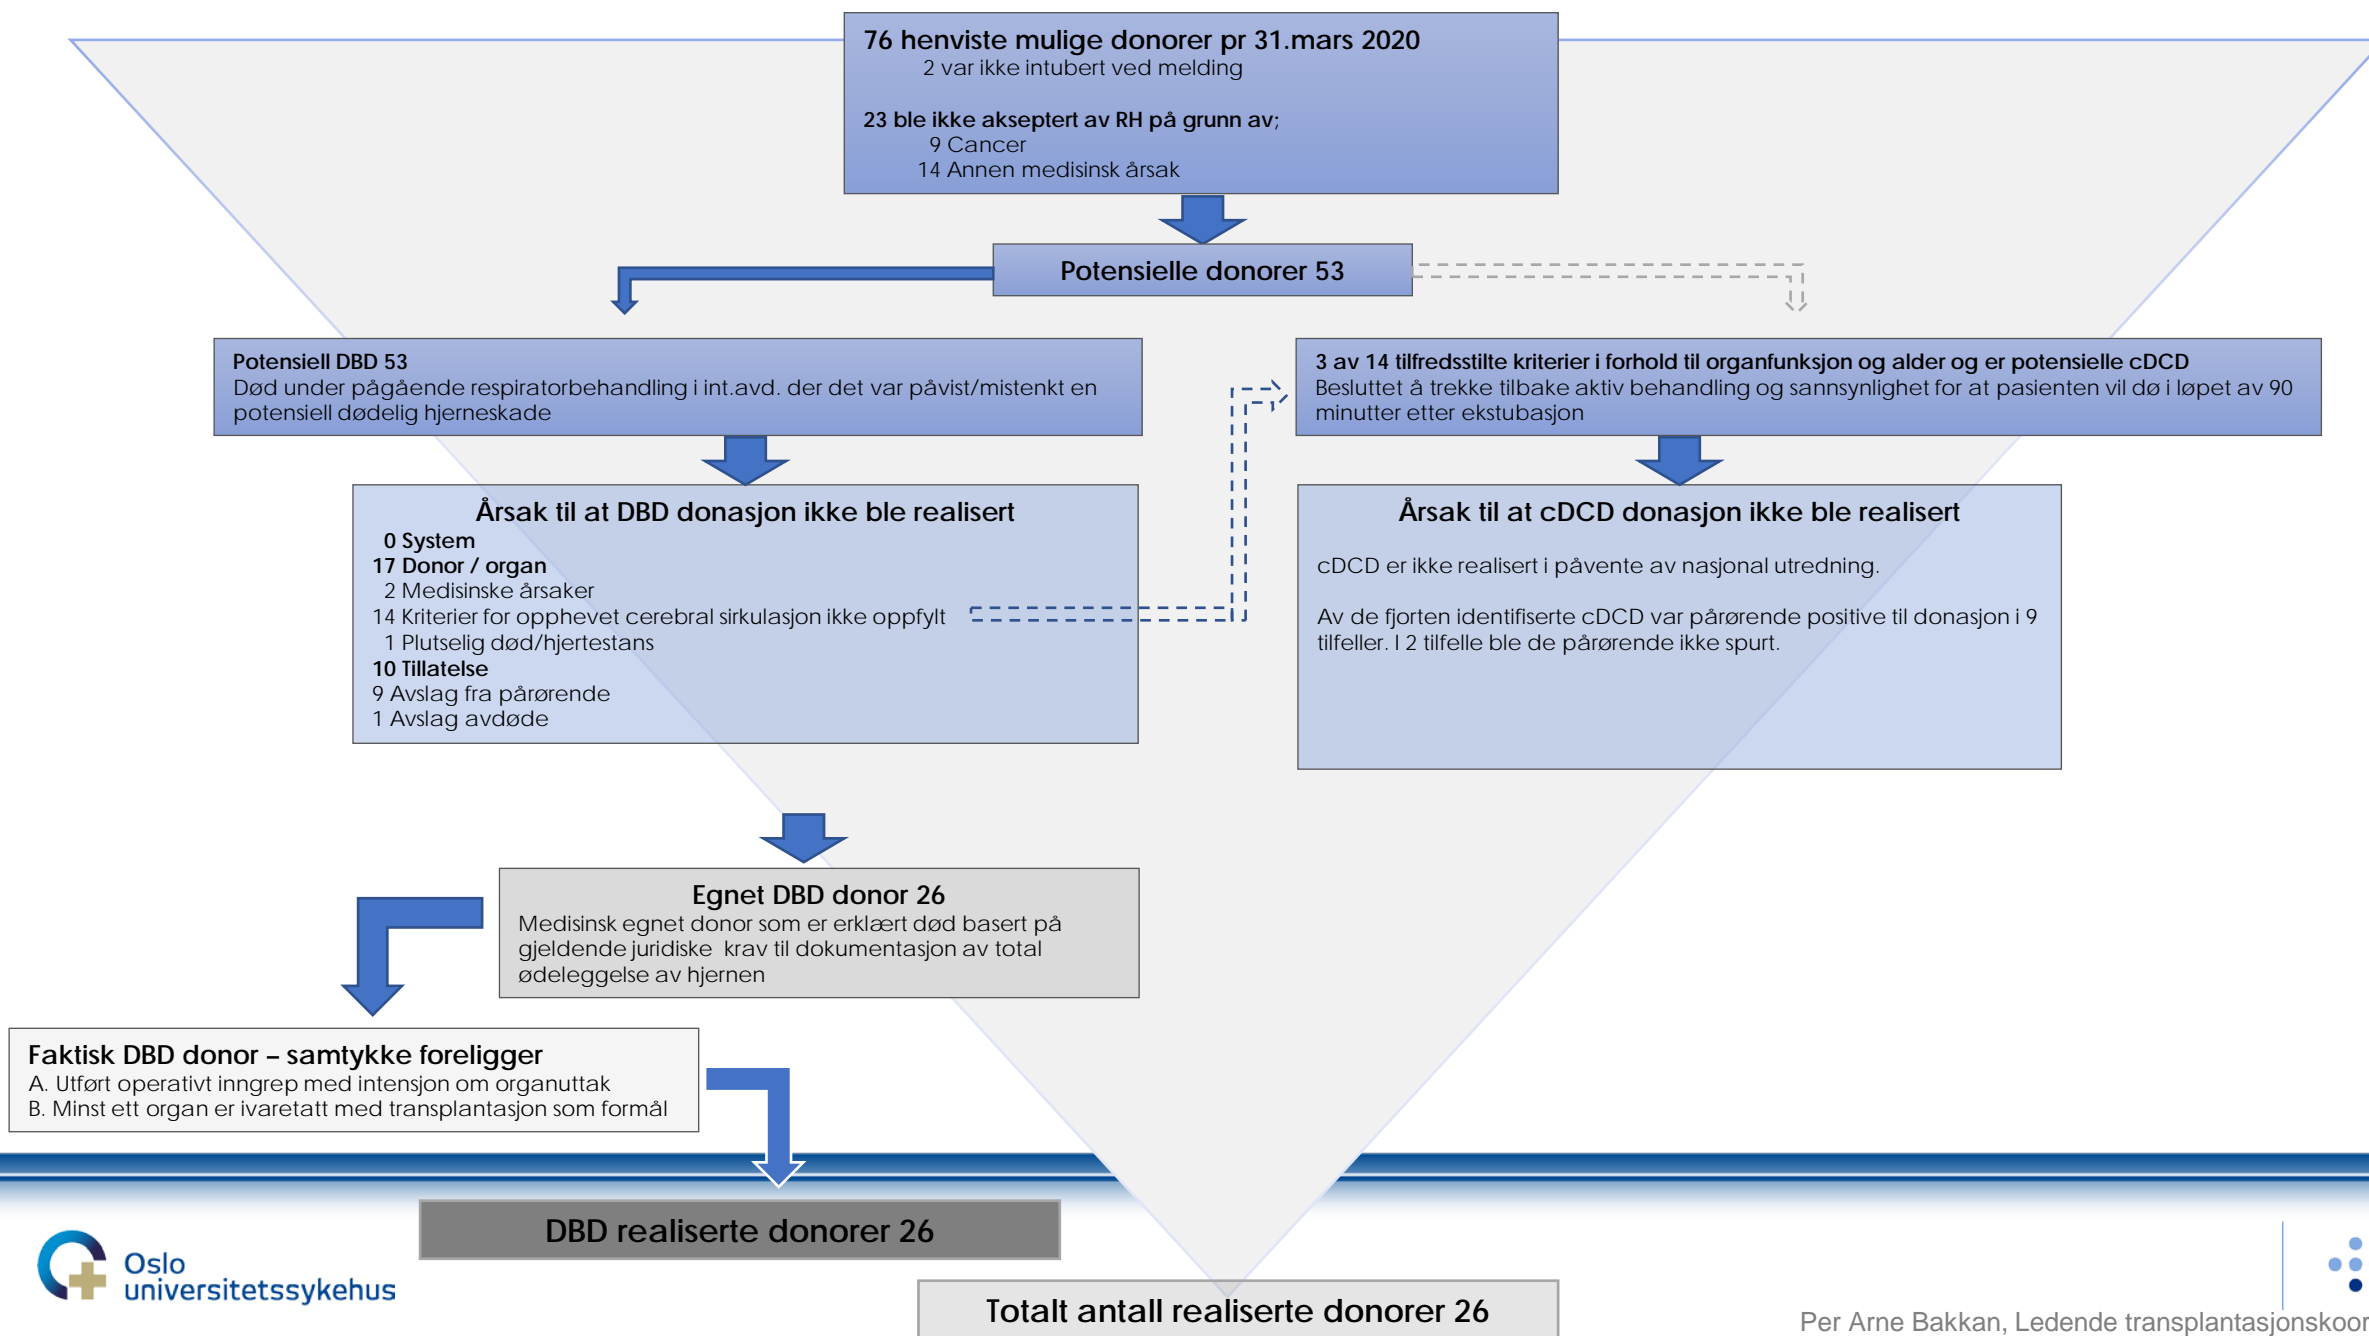 76 henviste mulige donorer pr 31.mars 2020
2 var ikke intubert ved melding
23 ble ikke akseptert av RH på grunn av;
9 Cancer
14 Annen medisinsk årsak
Potensielle donorer 53
Potensiell DBD 53
Død under pågående respiratorbehandling i int.avd. der det var påvist/mistenkt en
potensiell dødelig hjerneskade
3 av 14 tilfredsstilte kriterier i forhold til organfunksjon og alder og er potensielle cDCD
Besluttet å trekke tilbake aktiv behandling og sannsynlighet for at pasienten vil dø i løpet av 90
minutter etter ekstubasjon
Årsak til at DBD donasjon ikke ble realisert
0 System
17 Donor / organ
2 Medisinske årsaker
14 Kriterier for opphevet cerebral sirkulasjon ikke oppfylt
1 Plutselig død/hjertestans
10 Tillatelse
9 Avslag fra pårørende
1 Avslag avdøde
Årsak til at cDCD donasjon ikke ble realisert
cDCD er ikke realisert i påvente av nasjonal utredning.
Av de fjorten identifiserte cDCD var pårørende positive til donasjon i 9
tilfeller. I 2 tilfelle ble de pårørende ikke spurt.
Egnet DBD donor 26
Medisinsk egnet donor som er erklært død basert på
gjeldende juridiske krav til dokumentasjon av total
ødeleggelse av hjernen
Faktisk DBD donor – samtykke foreligger
A. Utført operativt inngrep med intensjon om organuttak
B. Minst ett organ er ivaretatt med transplantasjon som formål
DBD realiserte donorer 26
Oslo
universitetssykehus
Totalt antall realiserte donorer 26
Per Arne Bakkan, Ledende transplantasjonskoor